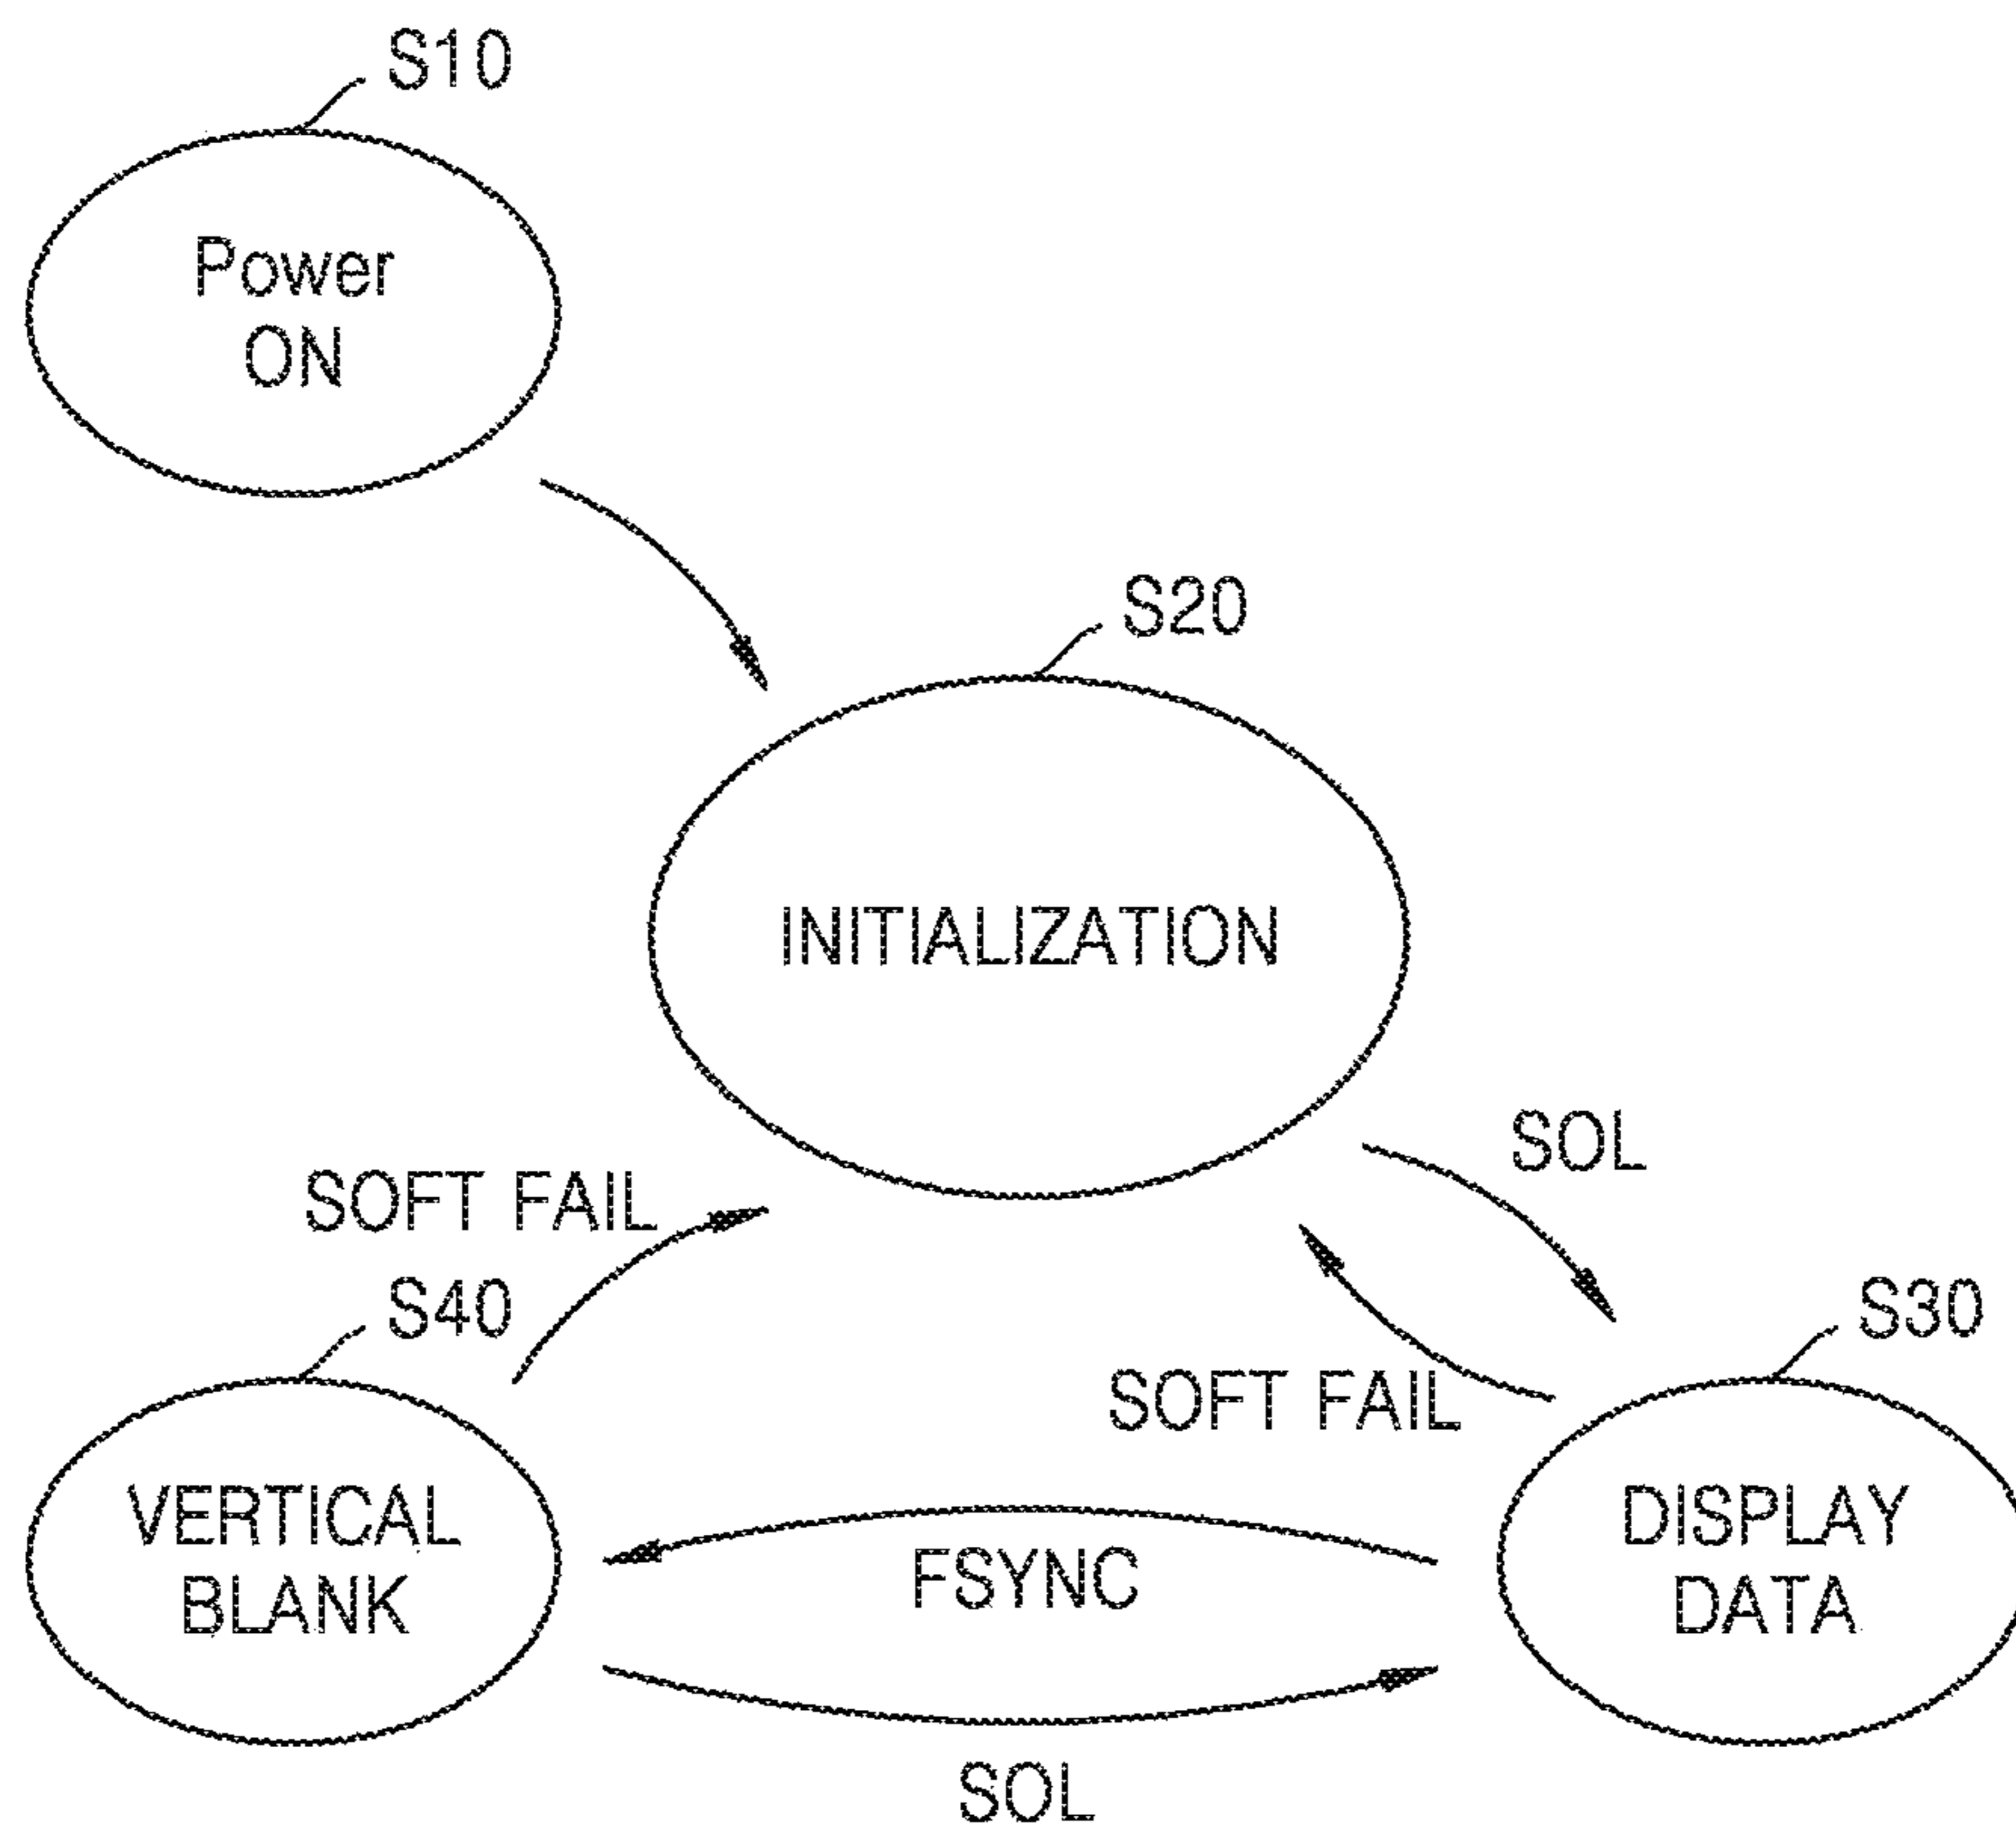 S10
Power
ON
S20
INITIALIZATION
SOL
SOFT FAIL
S40
S30
SOFT FAIL
VERTICAL
BLANK
FSYNC
DISPLAY
DATA
SOL